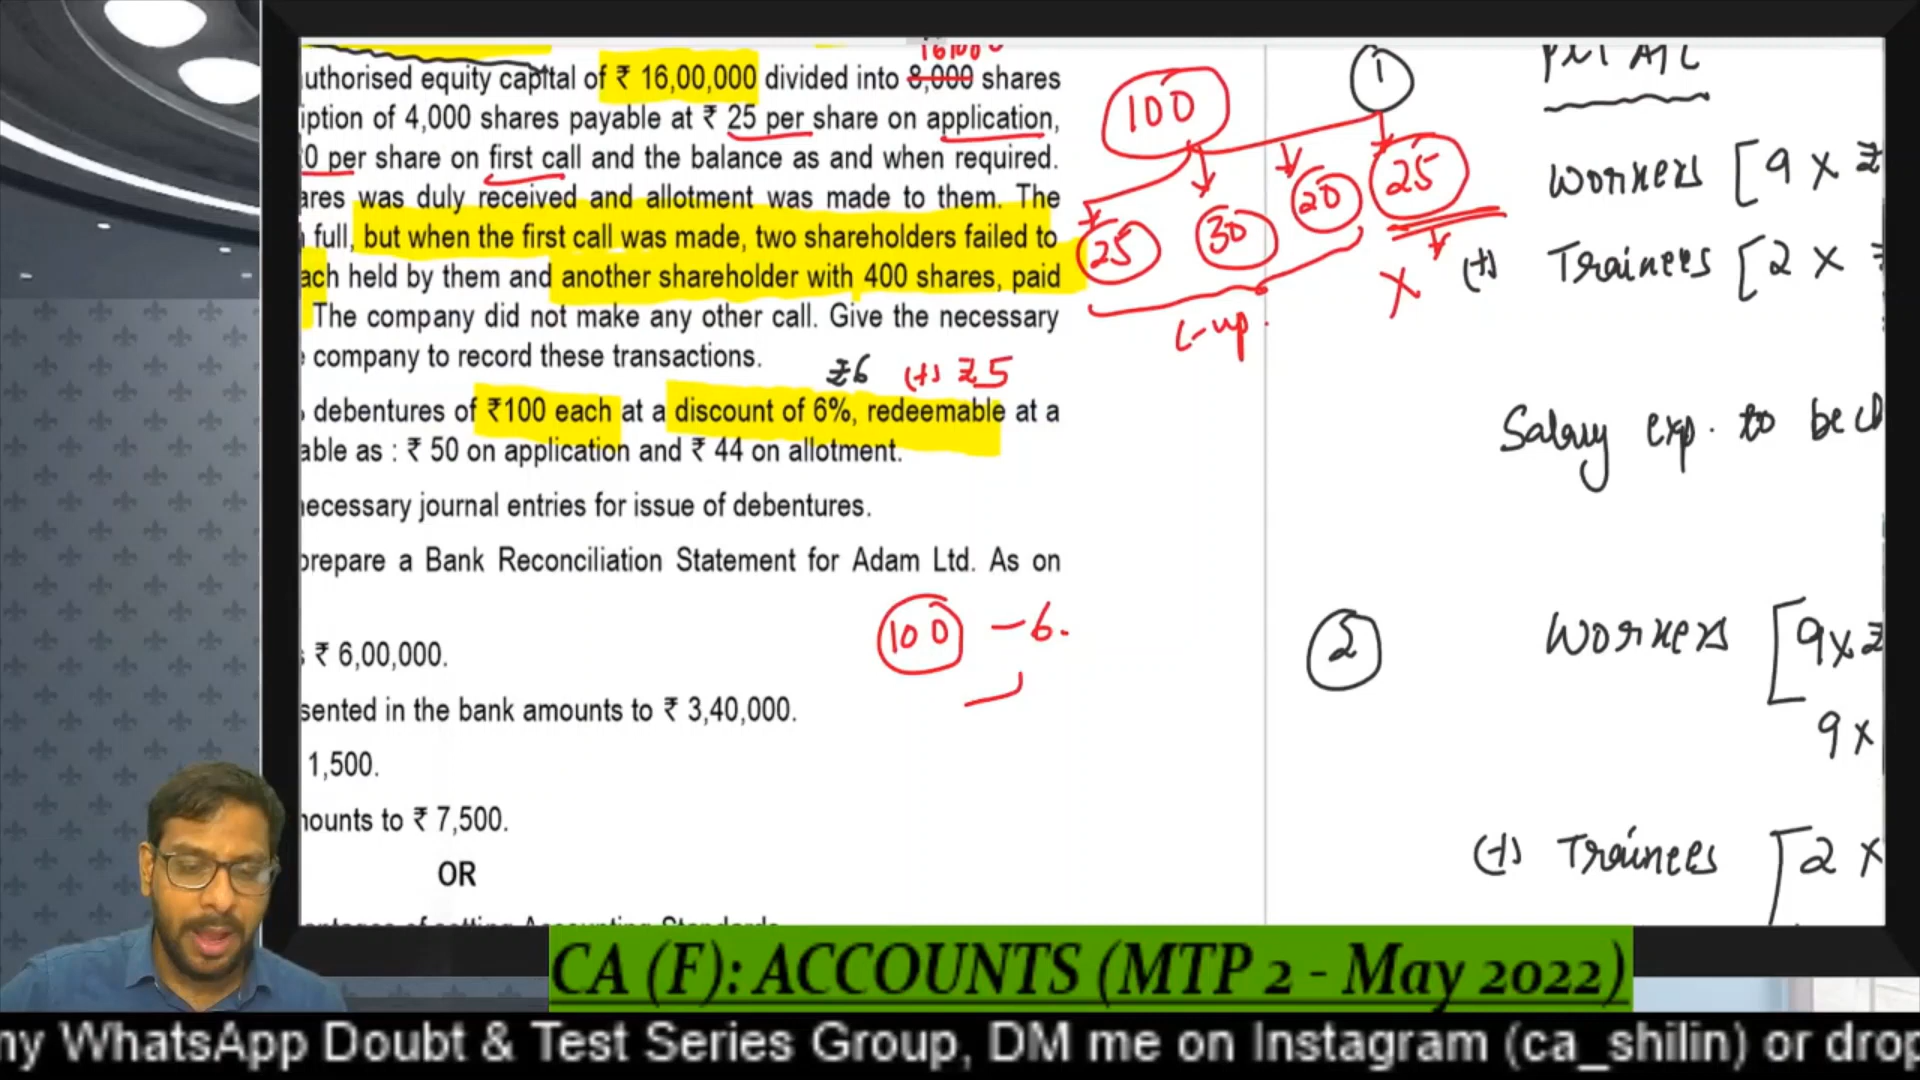 16,000
uthorised equity capital of ₹ 16,00,000 divided into 8,000 shares
iption of 4,000 shares payable at ₹ 25 per share on application,
0 per share on first call and the balance as and when required.
ares was duly received and allotment was made to them. The
full, but when the first call was made, two shareholders failed to
ach held by them and another shareholder with 400 shares, paid
The company did not make any other call. Give the necessary
company to record these transactions.
₹6 (+) ₹5
debentures of ₹100 each at a discount of 6%, redeemable at a
able as : ₹ 50 on application and ₹ 44 on allotment.
necessary journal entries for issue of debentures.
prepare a Bank Reconciliation Statement for Adam Ltd. As on
100 - 6.
₹ 6,00,000.
sented in the bank amounts to ₹ 3,40,000.
1,500.
nounts to ₹ 7,500.
OR
100
25 30 20 25
X
C-up.
1
A/c
Workers [9 x ₹
(+) Trainees [2 x
Salary exp. to be
2
Workers [9x₹
9x
(+) Trainees [2 x
CA (F): ACCOUNTS (MTP 2 - May 2022)
ny WhatsApp Doubt & Test Series Group, DM me on Instagram (ca_shilin) or drop